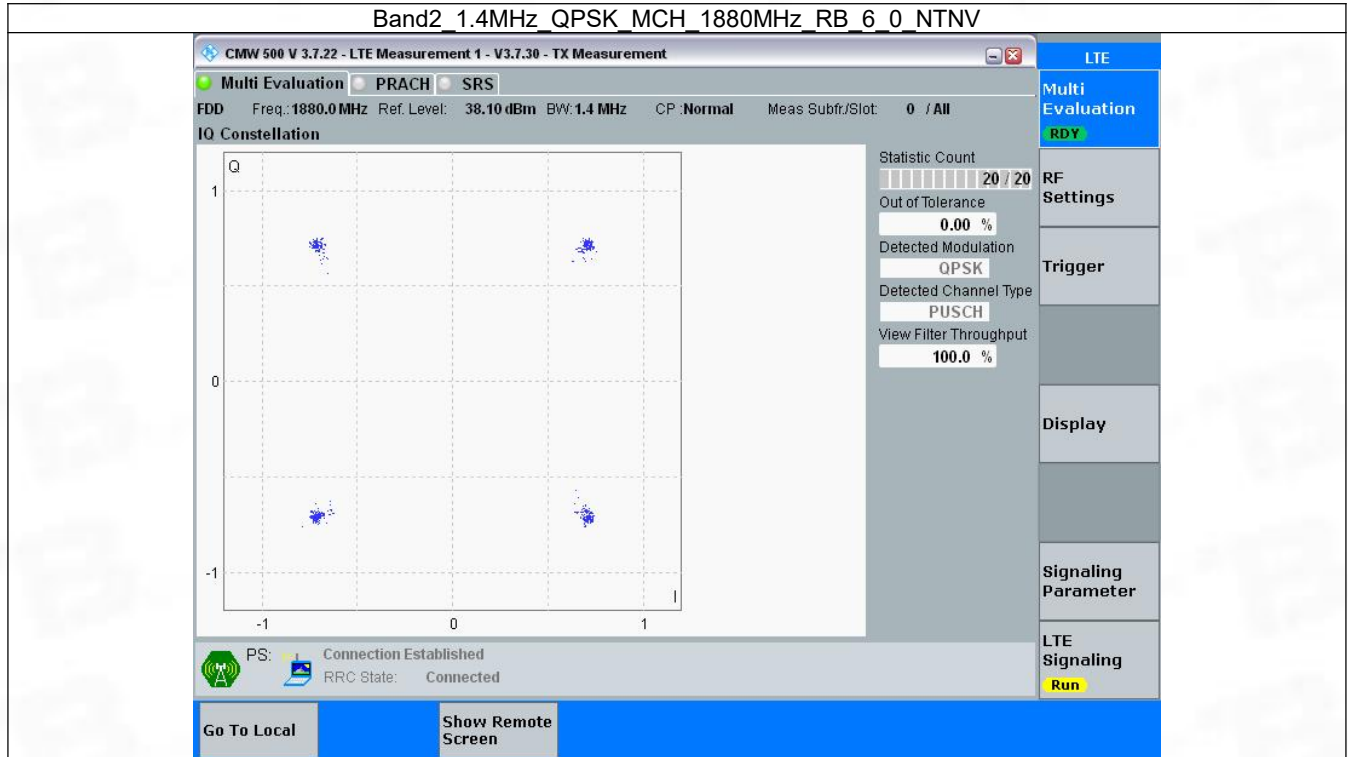 Band2_1.4MHz_QPSK_MCH_1880MHz_RB_6_0_NTNV
CMW 500 V 3.7.22 - LTE Measurement 1 - V3.7.30 - TX Measurement
LTE
Multi Evaluation PRACH SRS
Multi
Evaluation
RDY
FDD Freq.: 1880.0 MHz Ref. Level: 38.10 dBm BW: 1.4 MHz CP : Normal Meas Subfr./Slot: 0 / All
IQ Constellation
Q
1
0
-1
I
-1 0 1
Statistic Count
20 / 20
Out of Tolerance
0.00 %
Detected Modulation
QPSK
Detected Channel Type
PUSCH
View Filter Throughput
100.0 %
RF
Settings
Trigger
Display
Signaling
Parameter
LTE
Signaling
Run
PS: Connection Established
RRC State: Connected
Go To Local
Show Remote
Screen